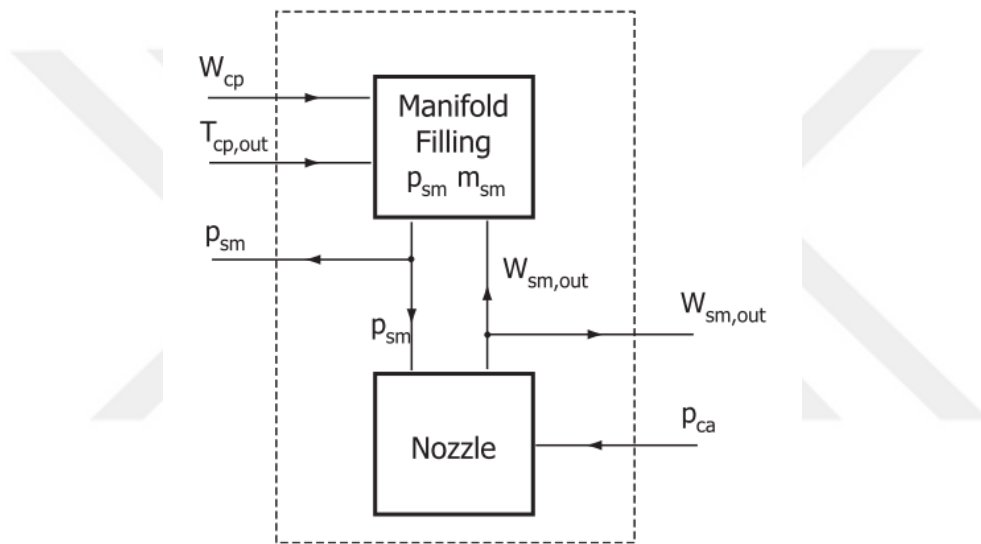 W_cp
Manifold
Filling
p_sm m_sm
T_cp,out
p_sm
W_sm,out
W_sm,out
p_sm
p_ca
Nozzle